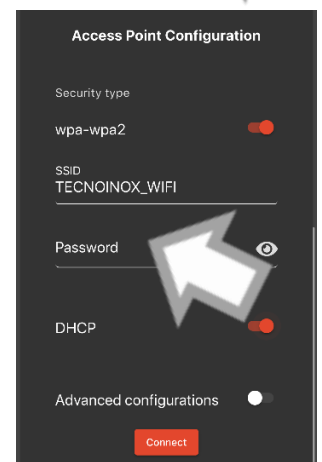 Access Point Configuration
Security type
wpa-wpa2
SSID
TECNOINOX_WIFI
Password
DHCP
Advanced configurations
Connect